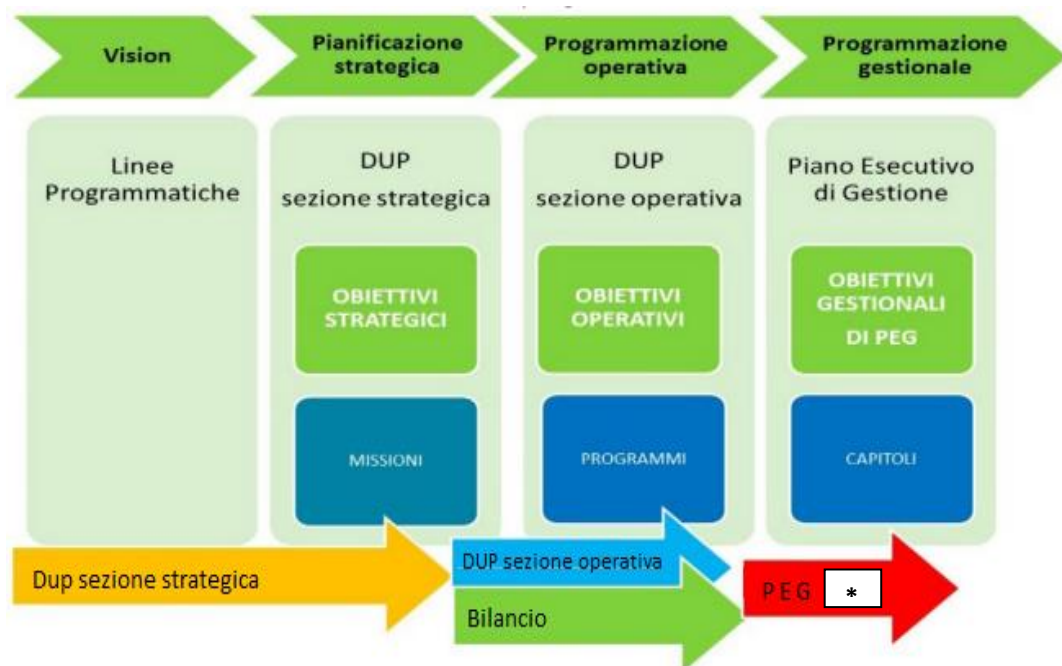 Vision
Pianificazione
strategica
Programmazione
operativa
Programmazione
gestionale
Linee
Programmatiche
DUP
sezione strategica
DUP
sezione operativa
Piano Esecutivo
di Gestione
OBIETTIVI
STRATEGICI
OBIETTIVI
OPERATIVI
OBIETTIVI
GESTIONALI
DI PEG
MISSIONI
PROGRAMMI
CAPITOLI
Dup sezione strategica
DUP sezione operativa
Bilancio
P E G *